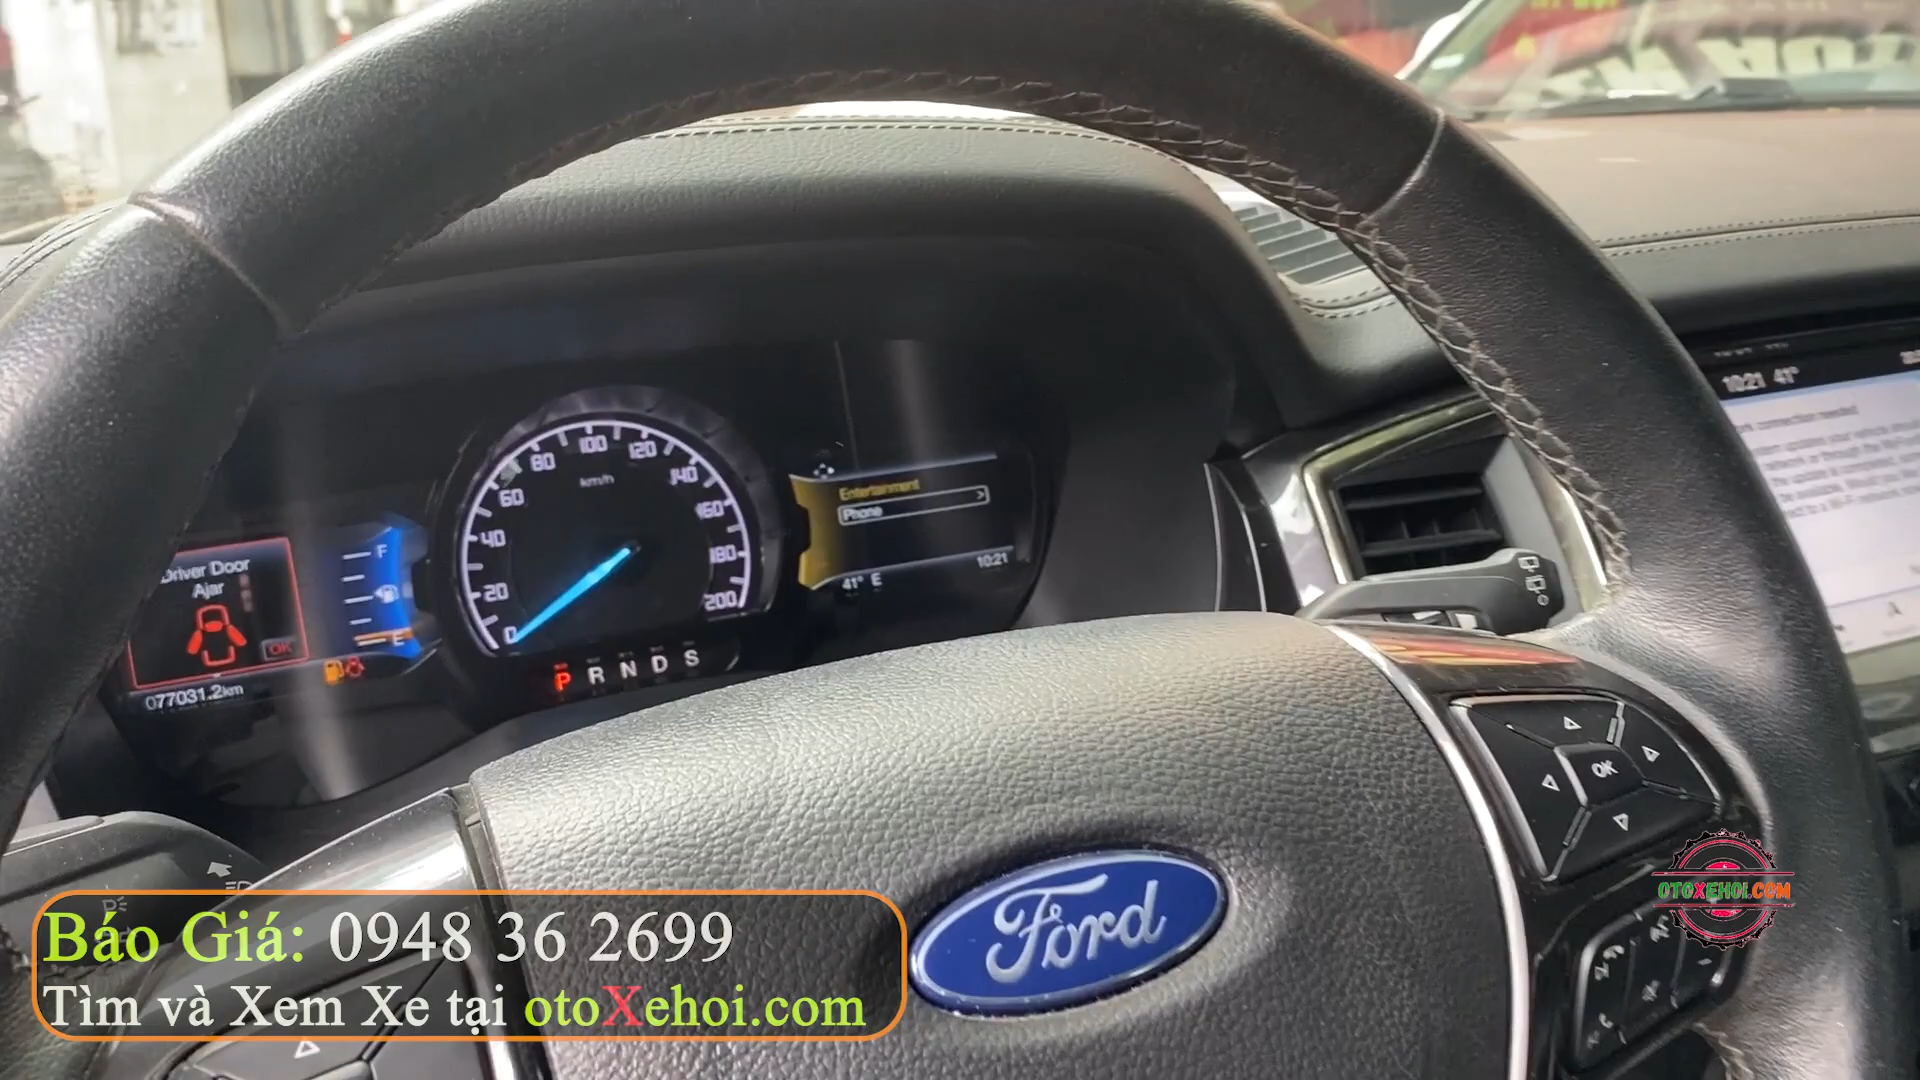 80 100 120
60 km/h 140
40 160
20 180
0 200
Driver Door
Ajar
OK
077031.2km
F
E
P R N D S
Entertainment
Phone >
41° E 10:21
10:21 41°
connection needed
OK
Ford
OTOXEHOI.COM
Báo Giá: 0948 36 2699
Tìm và Xem Xe tại otoXehoi.com